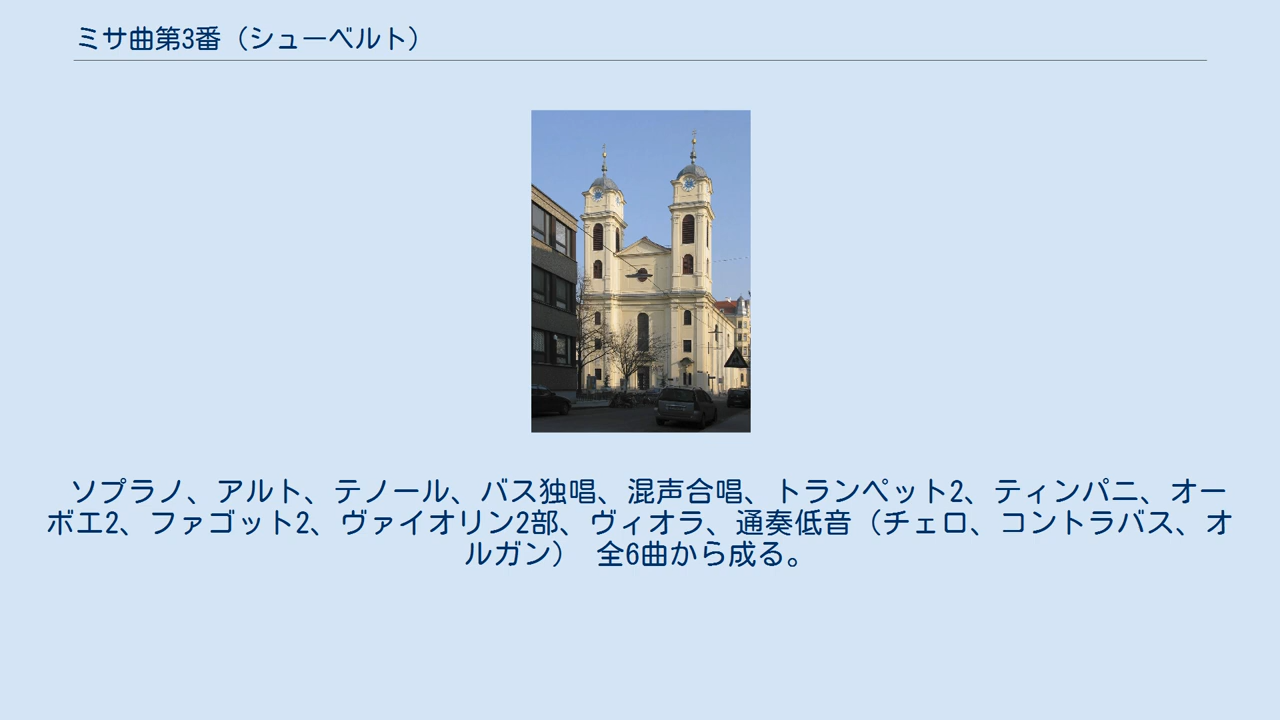 ミサ曲第3番（シューベルト）
ソプラノ、アルト、テノール、バス独唱、混声合唱、トランペット2、ティンパニ、オー
ボエ2、ファゴット2、ヴァイオリン2部、ヴィオラ、通奏低音（チェロ、コントラバス、オ
ルガン）　全6曲から成る。